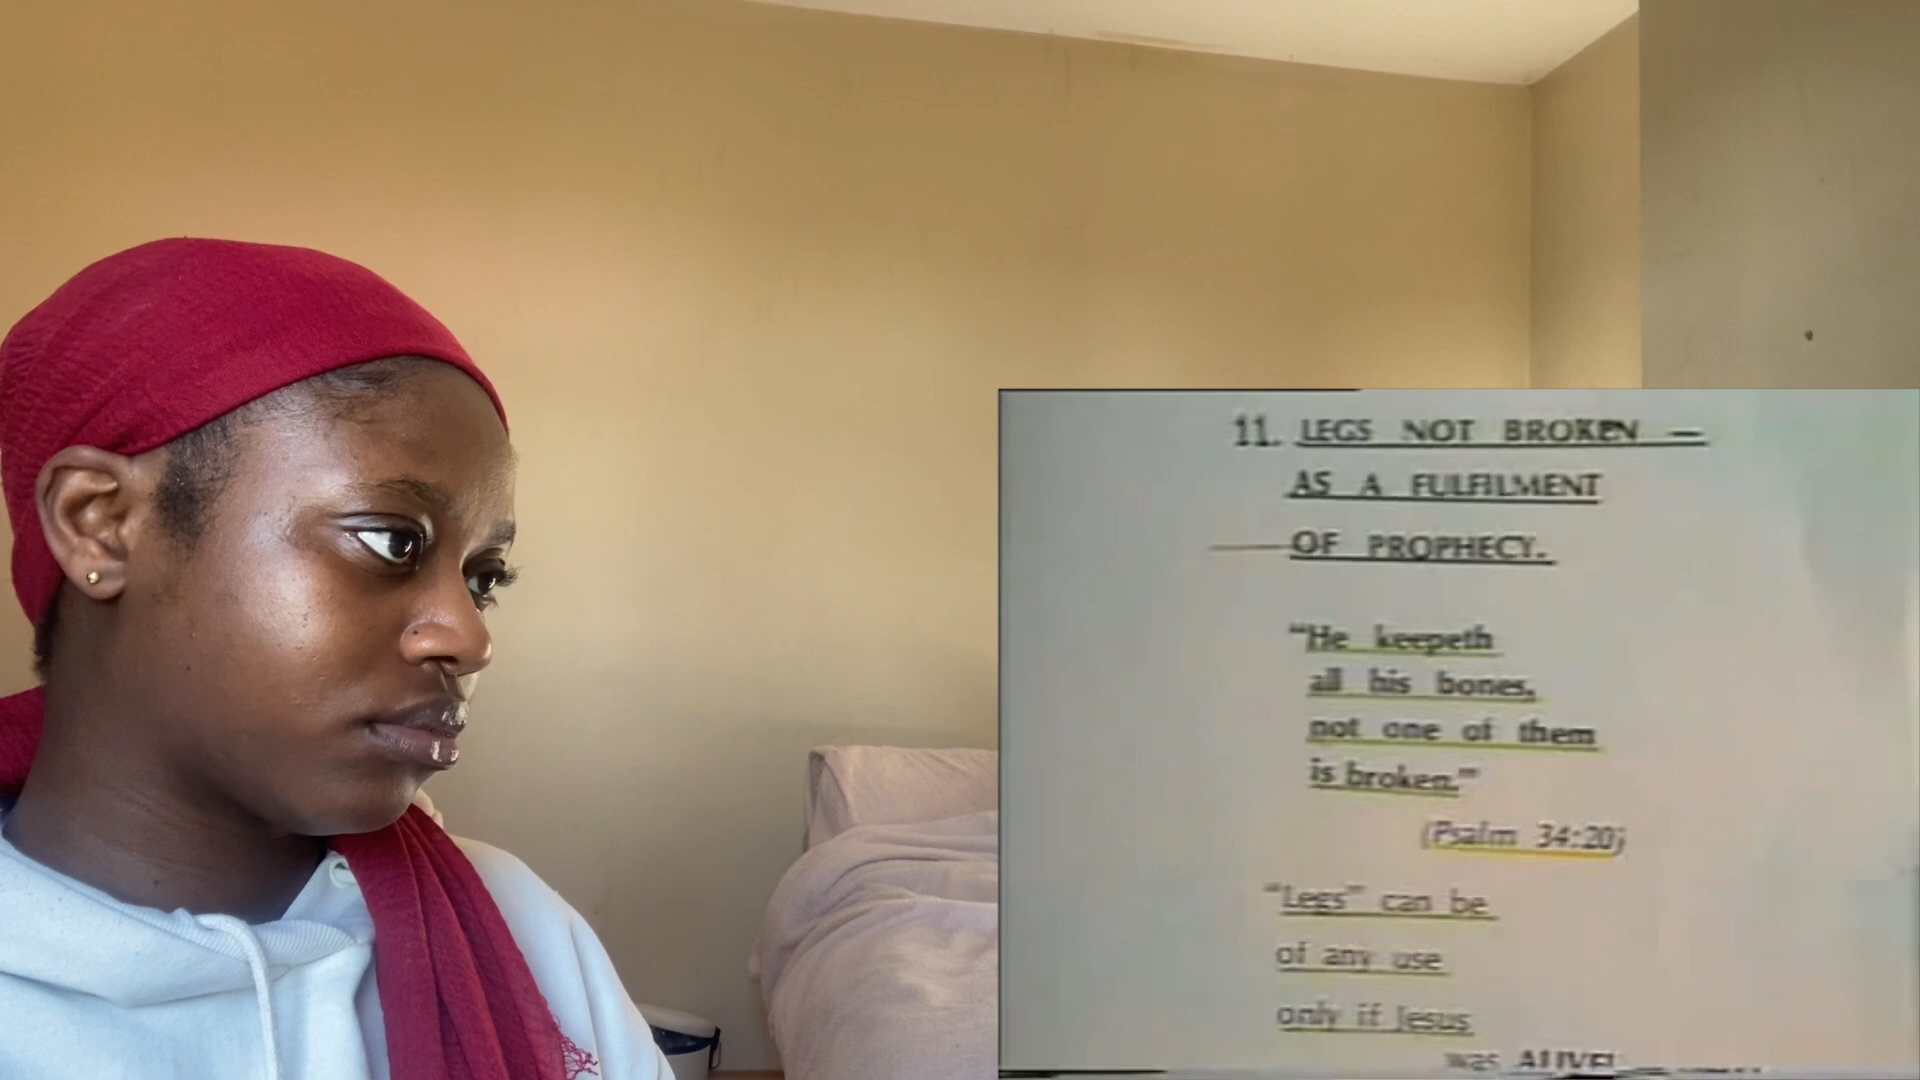 11. LEGS NOT BROKEN —
AS A FULFILMENT
OF PROPHECY.
"He keepeth
all his bones,
not one of them
is broken."
(Psalm 34:20)
"Legs" can be
of any use
only if Jesus
was ALIVE!